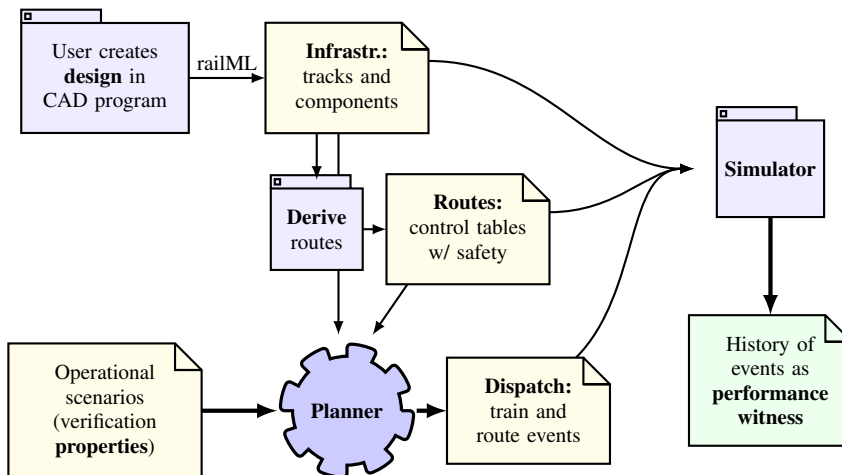 User creates
design in
CAD program
railML
Infrastr.:
tracks and
components
Simulator
Derive
routes
Routes:
control tables
w/ safety
Operational
scenarios
(verification
properties)
Planner
Dispatch:
train and
route events
History of
events as
performance
witness